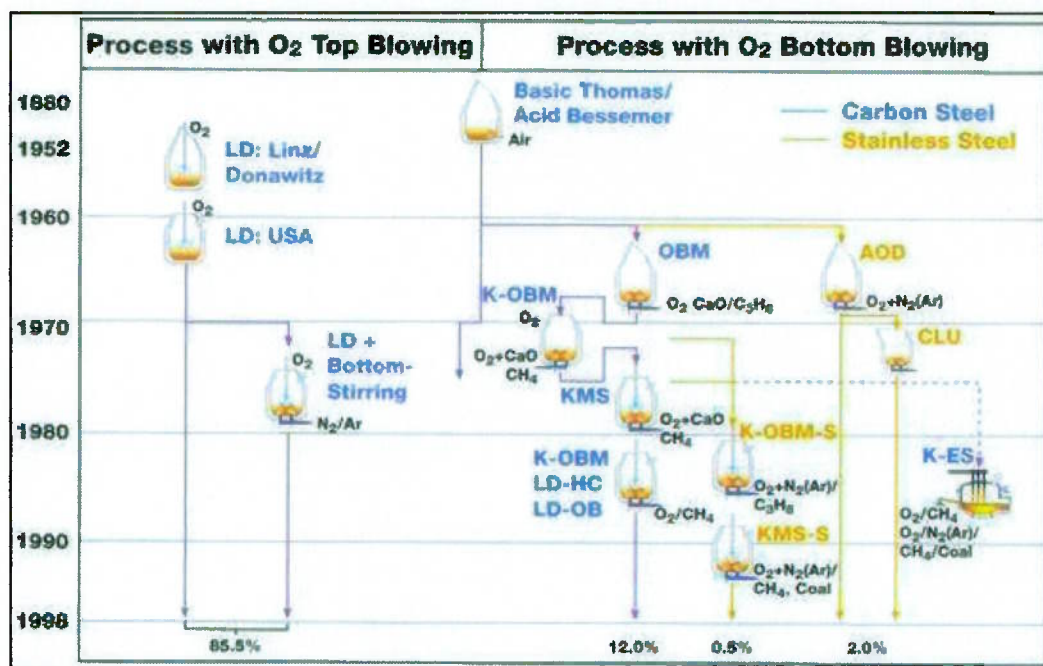 Process with O2 Top Blowing
Process with O2 Bottom Blowing
1880
1952
1960
1970
1980
1990
1998
Basic Thomas/
Acid Bessemer
Air
Carbon Steel
Stainless Steel
O2
LD: Linz/
Donawitz
O2
LD: USA
OBM
O2 CaO/C3H8
AOD
O2+N2(Ar)
K-OBM
O2
O2+CaO
CH4
CLU
LD +
Bottom-
Stirring
O2
N2/Ar
KMS
O2+CaO
CH4
K-OBM-S
O2+N2(Ar)/
C3H8
K-OBM
LD-HC
LD-OB
O2/CH4
K-ES
O2/CH4
O2/N2(Ar)/
CH4/Coal
KMS-S
O2+N2(Ar)/
CH4, Coal
85.5%
12.0%
0.5%
2.0%